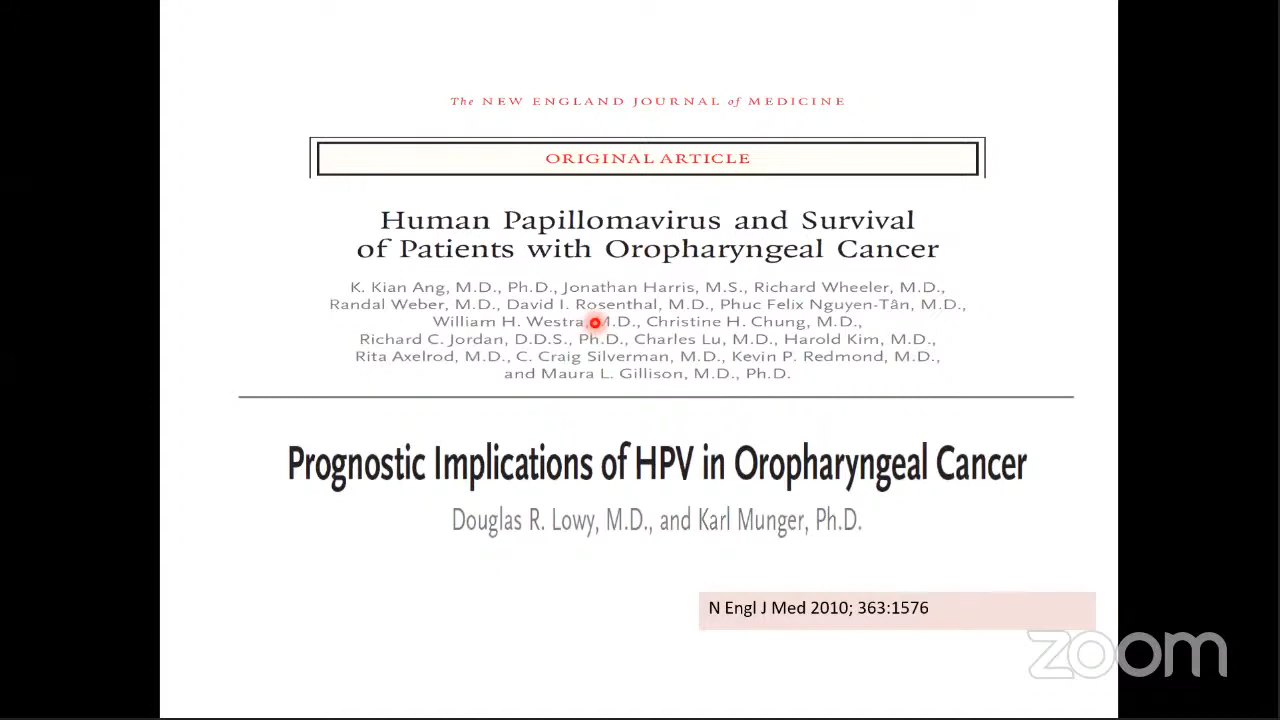 The NEW ENGLAND JOURNAL of MEDICINE
ORIGINAL ARTICLE
Human Papillomavirus and Survival
of Patients with Oropharyngeal Cancer
K. Kian Ang, M.D., Ph.D., Jonathan Harris, M.S., Richard Wheeler, M.D.,
Randal Weber, M.D., David I. Rosenthal, M.D., Phuc Felix Nguyen-Tân, M.D.,
William H. Westra, M.D., Christine H. Chung, M.D.,
Richard C. Jordan, D.D.S., Ph.D., Charles Lu, M.D., Harold Kim, M.D.,
Rita Axelrod, M.D., C. Craig Silverman, M.D., Kevin P. Redmond, M.D.,
and Maura L. Gillison, M.D., Ph.D.
Prognostic Implications of HPV in Oropharyngeal Cancer
Douglas R. Lowy, M.D., and Karl Munger, Ph.D.
N Engl J Med 2010; 363:1576
zoom